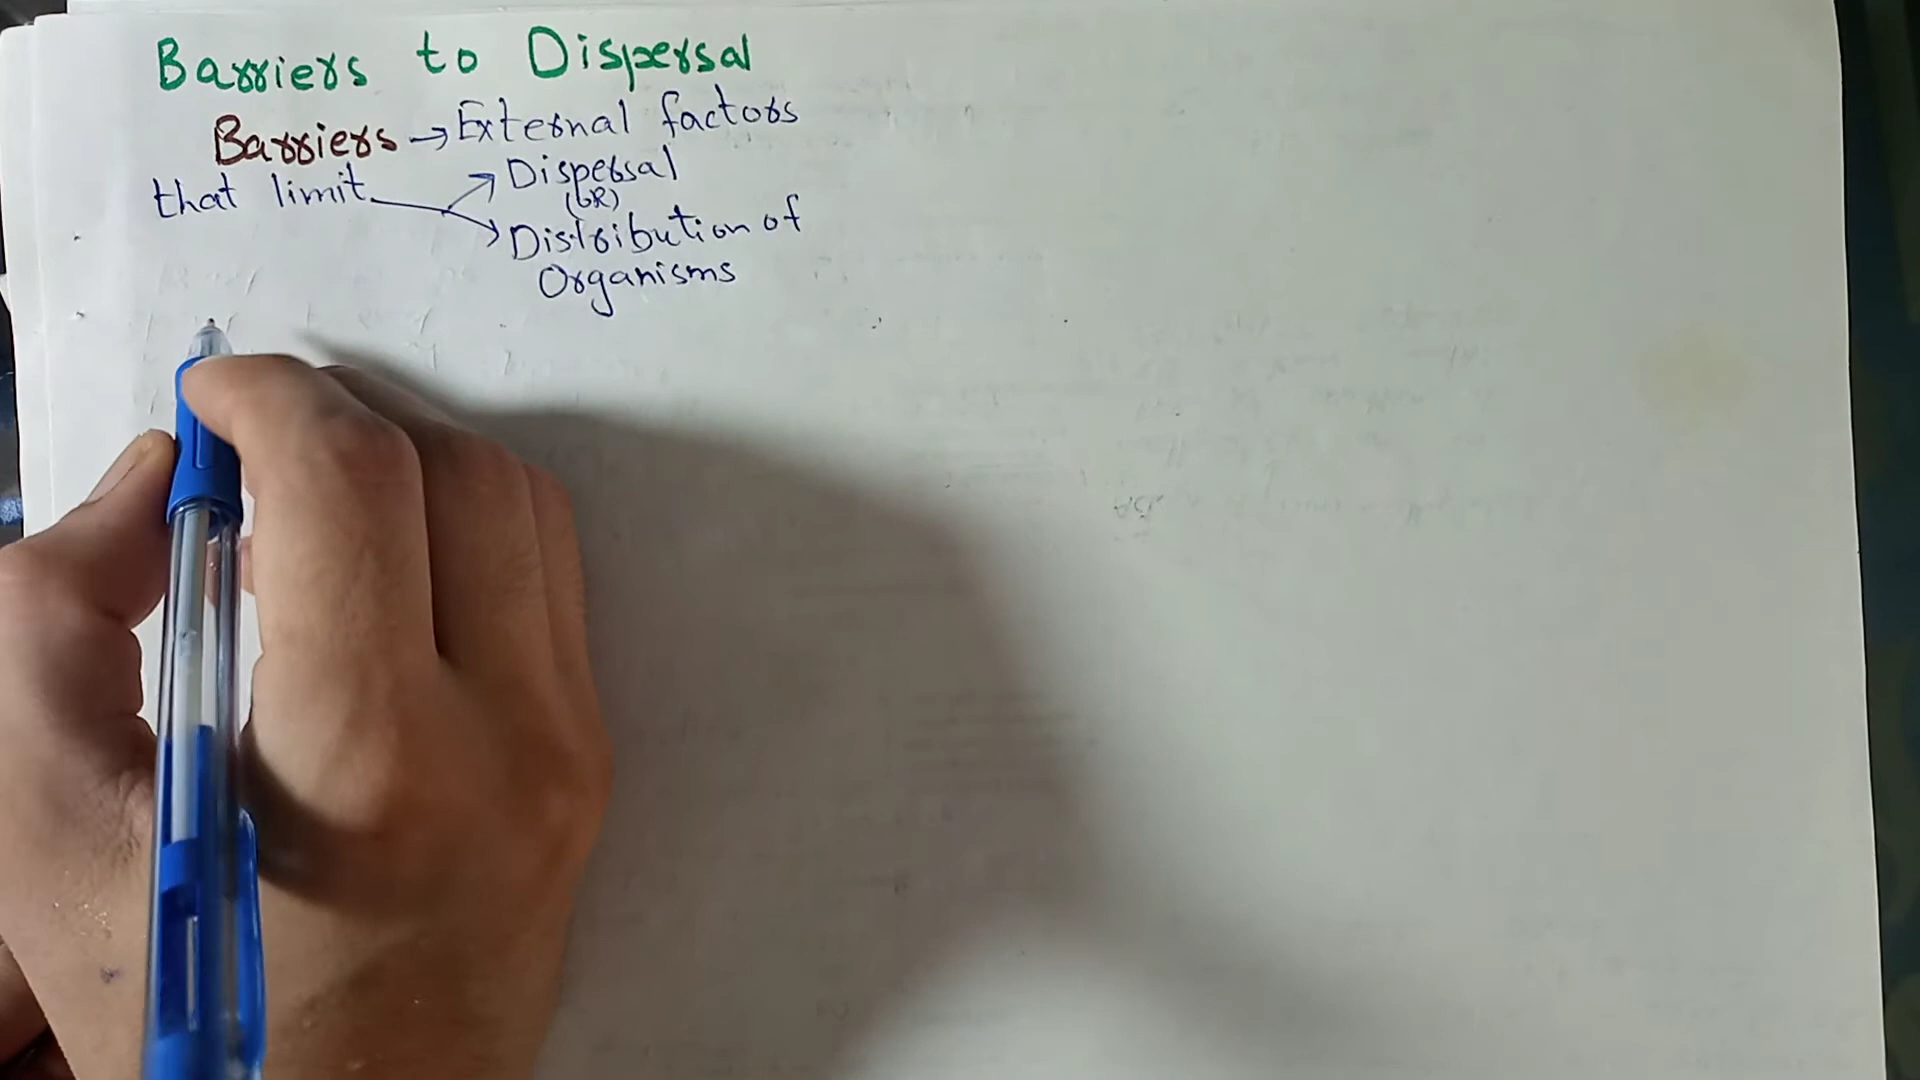 Barriers to Dispersal
Barriers → External factors
that limit → Dispersal
(OR)
→ Distribution of
Organisms